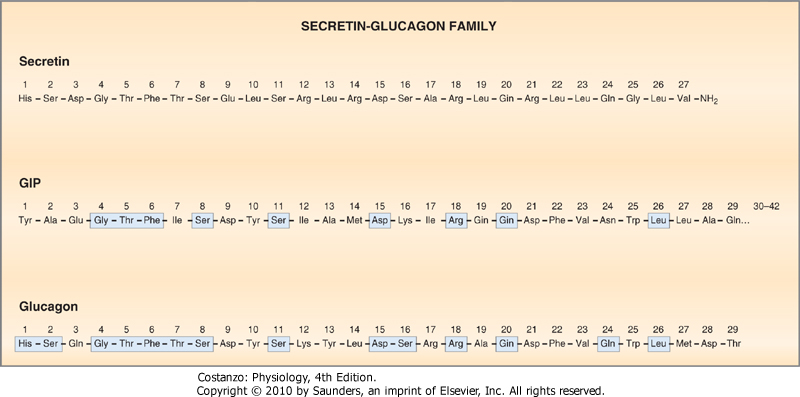 SECRETIN-GLUCAGON FAMILY
Secretin
1 2 3 4 5 6 7 8 9 10 11 12 13 14 15 16 17 18 19 20 21 22 23 24 25 26 27
His – Ser – Asp – Gly – Thr – Phe – Thr – Ser – Glu – Leu – Ser – Arg – Leu – Arg – Asp – Ser – Ala – Arg – Leu – Gin – Arg – Leu – Leu – Gln – Gly – Leu – Val – NH2
GIP
1 2 3 4 5 6 7 8 9 10 11 12 13 14 15 16 17 18 19 20 21 22 23 24 25 26 27 28 29 30–42
Tyr – Ala – Glu – Gly – Thr – Phe – Ile – Ser – Asp – Tyr – Ser – Ile – Ala – Met – Asp – Lys – Ile – Arg – Gin – Gin – Asp – Phe – Val – Asn – Trp – Leu – Leu – Ala – Gln...
Glucagon
1 2 3 4 5 6 7 8 9 10 11 12 13 14 15 16 17 18 19 20 21 22 23 24 25 26 27 28 29
His – Ser – Gln – Gly – Thr – Phe – Thr – Ser – Asp – Tyr – Ser – Lys – Tyr – Leu – Asp – Ser – Arg – Arg – Ala – Gin – Asp – Phe – Val – Gln – Trp – Leu – Met – Asp – Thr
Costanzo: Physiology, 4th Edition.
Copyright © 2010 by Saunders, an imprint of Elsevier, Inc. All rights reserved.